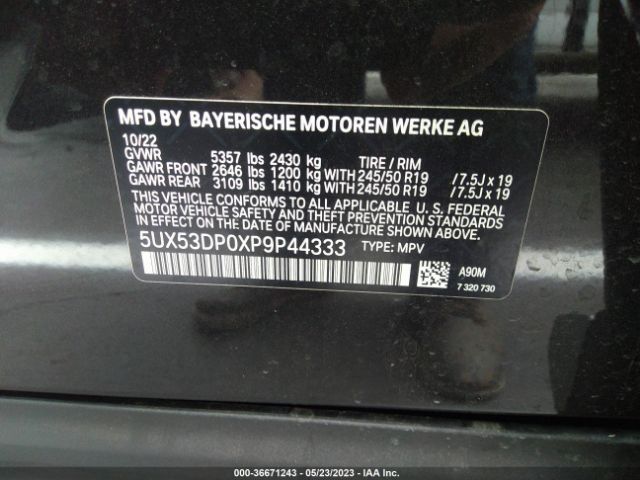 MFD BY BAYERISCHE MOTOREN WERKE AG
10/22
GVWR 5357 lbs 2430 kg TIRE / RIM
GAWR FRONT 2646 lbs 1200 kg WITH 245/50 R19 /7.5J x 19
GAWR REAR 3109 lbs 1410 kg WITH 245/50 R19 /7.5J x 19
THIS VEHICLE CONFORMS TO ALL APPLICABLE U. S. FEDERAL
MOTOR VEHICLE SAFETY, BUMPER, AND THEFT PREVENTION STANDARDS
IN EFFECT ON THE DATE OF MANUFACTURE SHOWN ABOVE.
5UX53DP0XP9P44333 TYPE: MPV
A90M
7 320 730
000-36671243 - 05/23/2023 - IAA Inc.